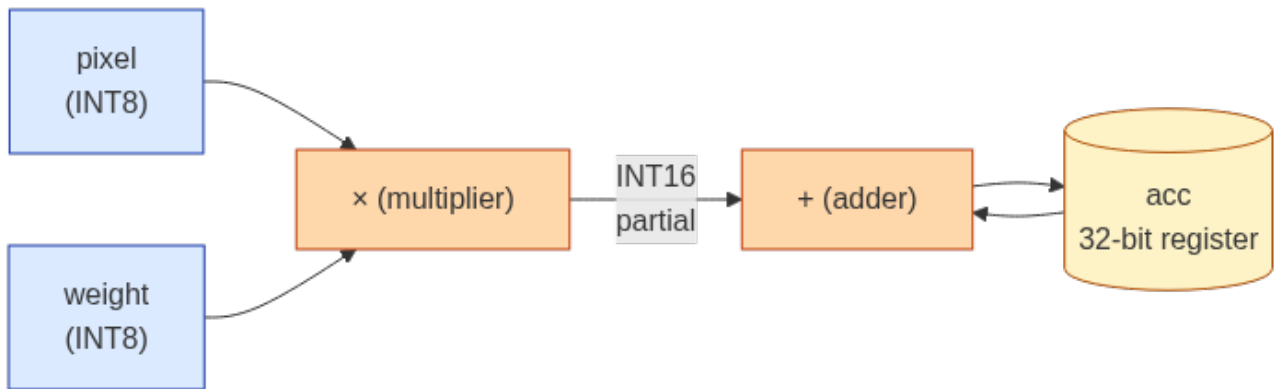 pixel
(INT8)
weight
(INT8)
× (multiplier)
INT16
partial
+ (adder)
acc
32-bit register